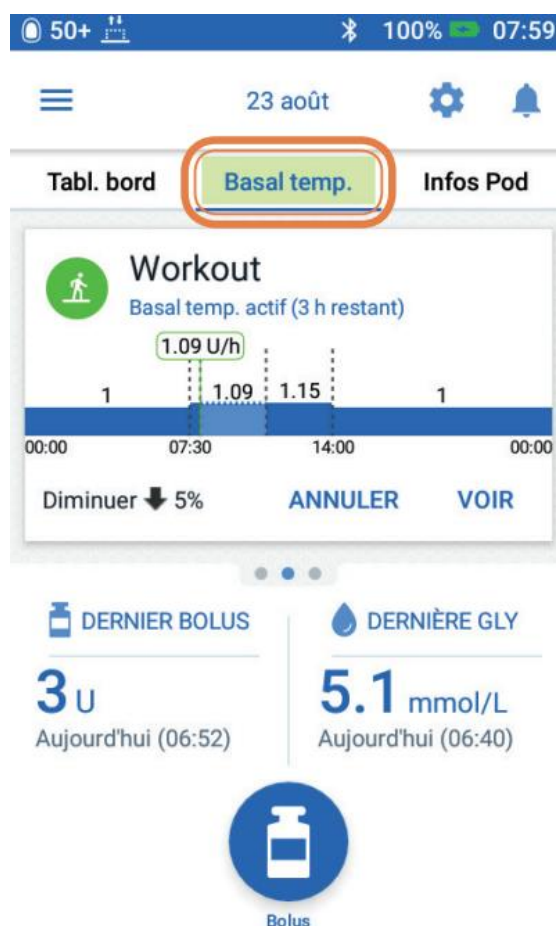 50+ 100% 07:59
23 août
Tabl. bord Basal temp. Infos Pod
Workout
Basal temp. actif (3 h restant)
1.09 U/h
1 1.09 1.15 1
00:00 07:30 14:00 00:00
Diminuer 5% ANNULER VOIR
DERNIER BOLUS DERNIÈRE GLY
3 U 5.1 mmol/L
Aujourd'hui (06:52) Aujourd'hui (06:40)
Bolus